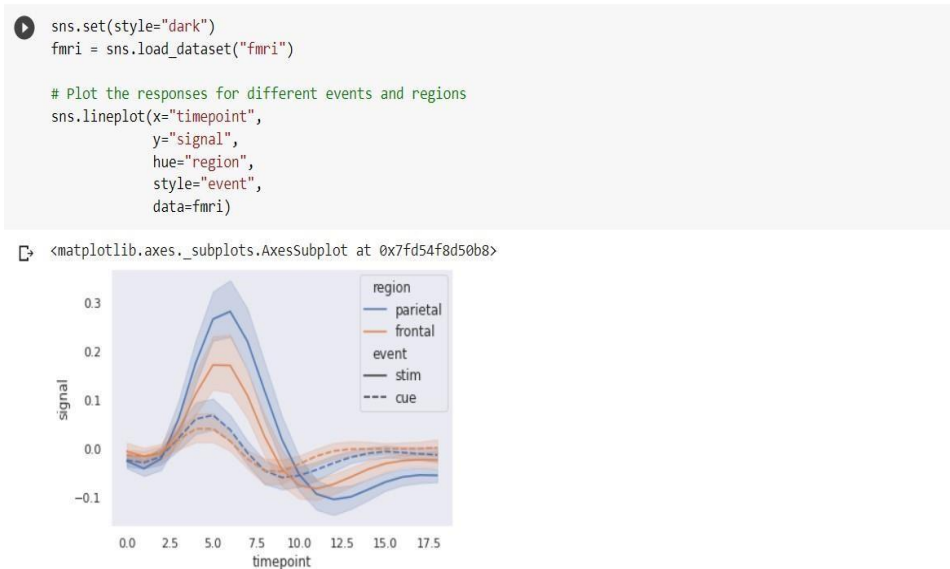 sns.set(style="dark")
fmri = sns.load_dataset("fmri")
# Plot the responses for different events and regions
sns.lineplot(x="timepoint",
y="signal",
hue="region",
style="event",
data=fmri)
<matplotlib.axes._subplots.AxesSubplot at 0x7fd54f8d50b8>
region
parietal
frontal
event
stim
cue
0.3
0.2
0.1
0.0
−0.1
signal
0.0 2.5 5.0 7.5 10.0 12.5 15.0 17.5
timepoint